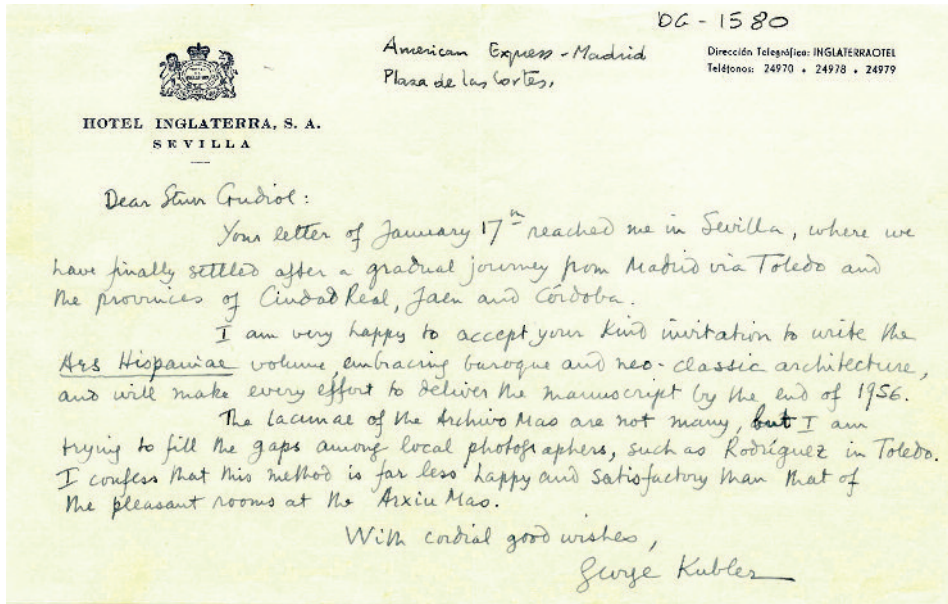 DG - 1580
American Express - Madrid
Plaza de las Cortes,
Dirección Telegráfica: INGLATERRAOTEL
Teléfonos: 24970 • 24978 • 24979
HOTEL INGLATERRA, S. A.
SEVILLA
Dear Gudiol:
Your letter of January 17th reached me in Sevilla, where we
have finally settled after a gradual journey from Madrid via Toledo and
the provinces of Ciudad Real, Jaen and Córdoba.
I am very happy to accept your kind invitation to write the
Ars Hispaniae volume, embracing baroque and neo-classic architecture,
and will make every effort to deliver the manuscript by the end of 1956.
The lacunae of the Archivo Mas are not many, but I am
trying to fill the gaps among local photographers, such as Rodríguez in Toledo.
I confess that this method is far less happy and satisfactory than that of
the pleasant rooms at the Arxiu Mas.
With cordial good wishes,
George Kubler